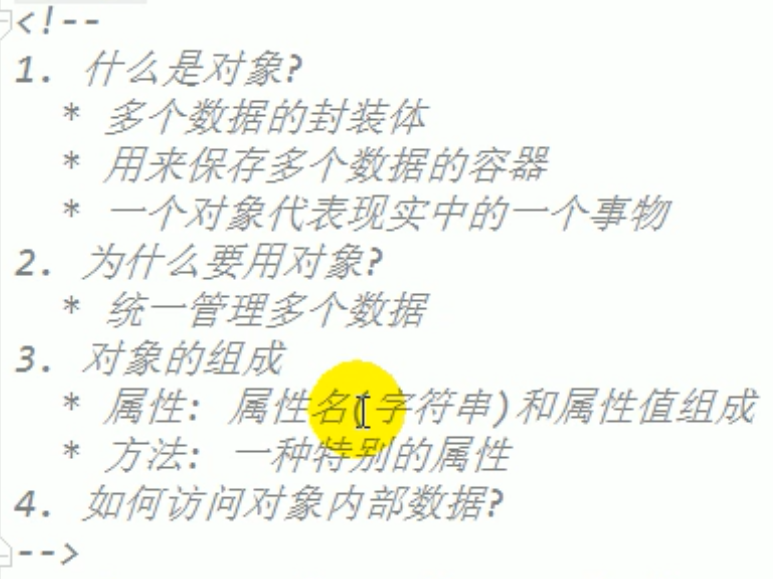 <!--
1. 什么是对象?
* 多个数据的封装体
* 用来保存多个数据的容器
* 一个对象代表现实中的一个事物
2. 为什么要用对象?
* 统一管理多个数据
3. 对象的组成
* 属性: 属性名(字符串)和属性值组成
* 方法: 一种特别的属性
4. 如何访问对象内部数据?
-->